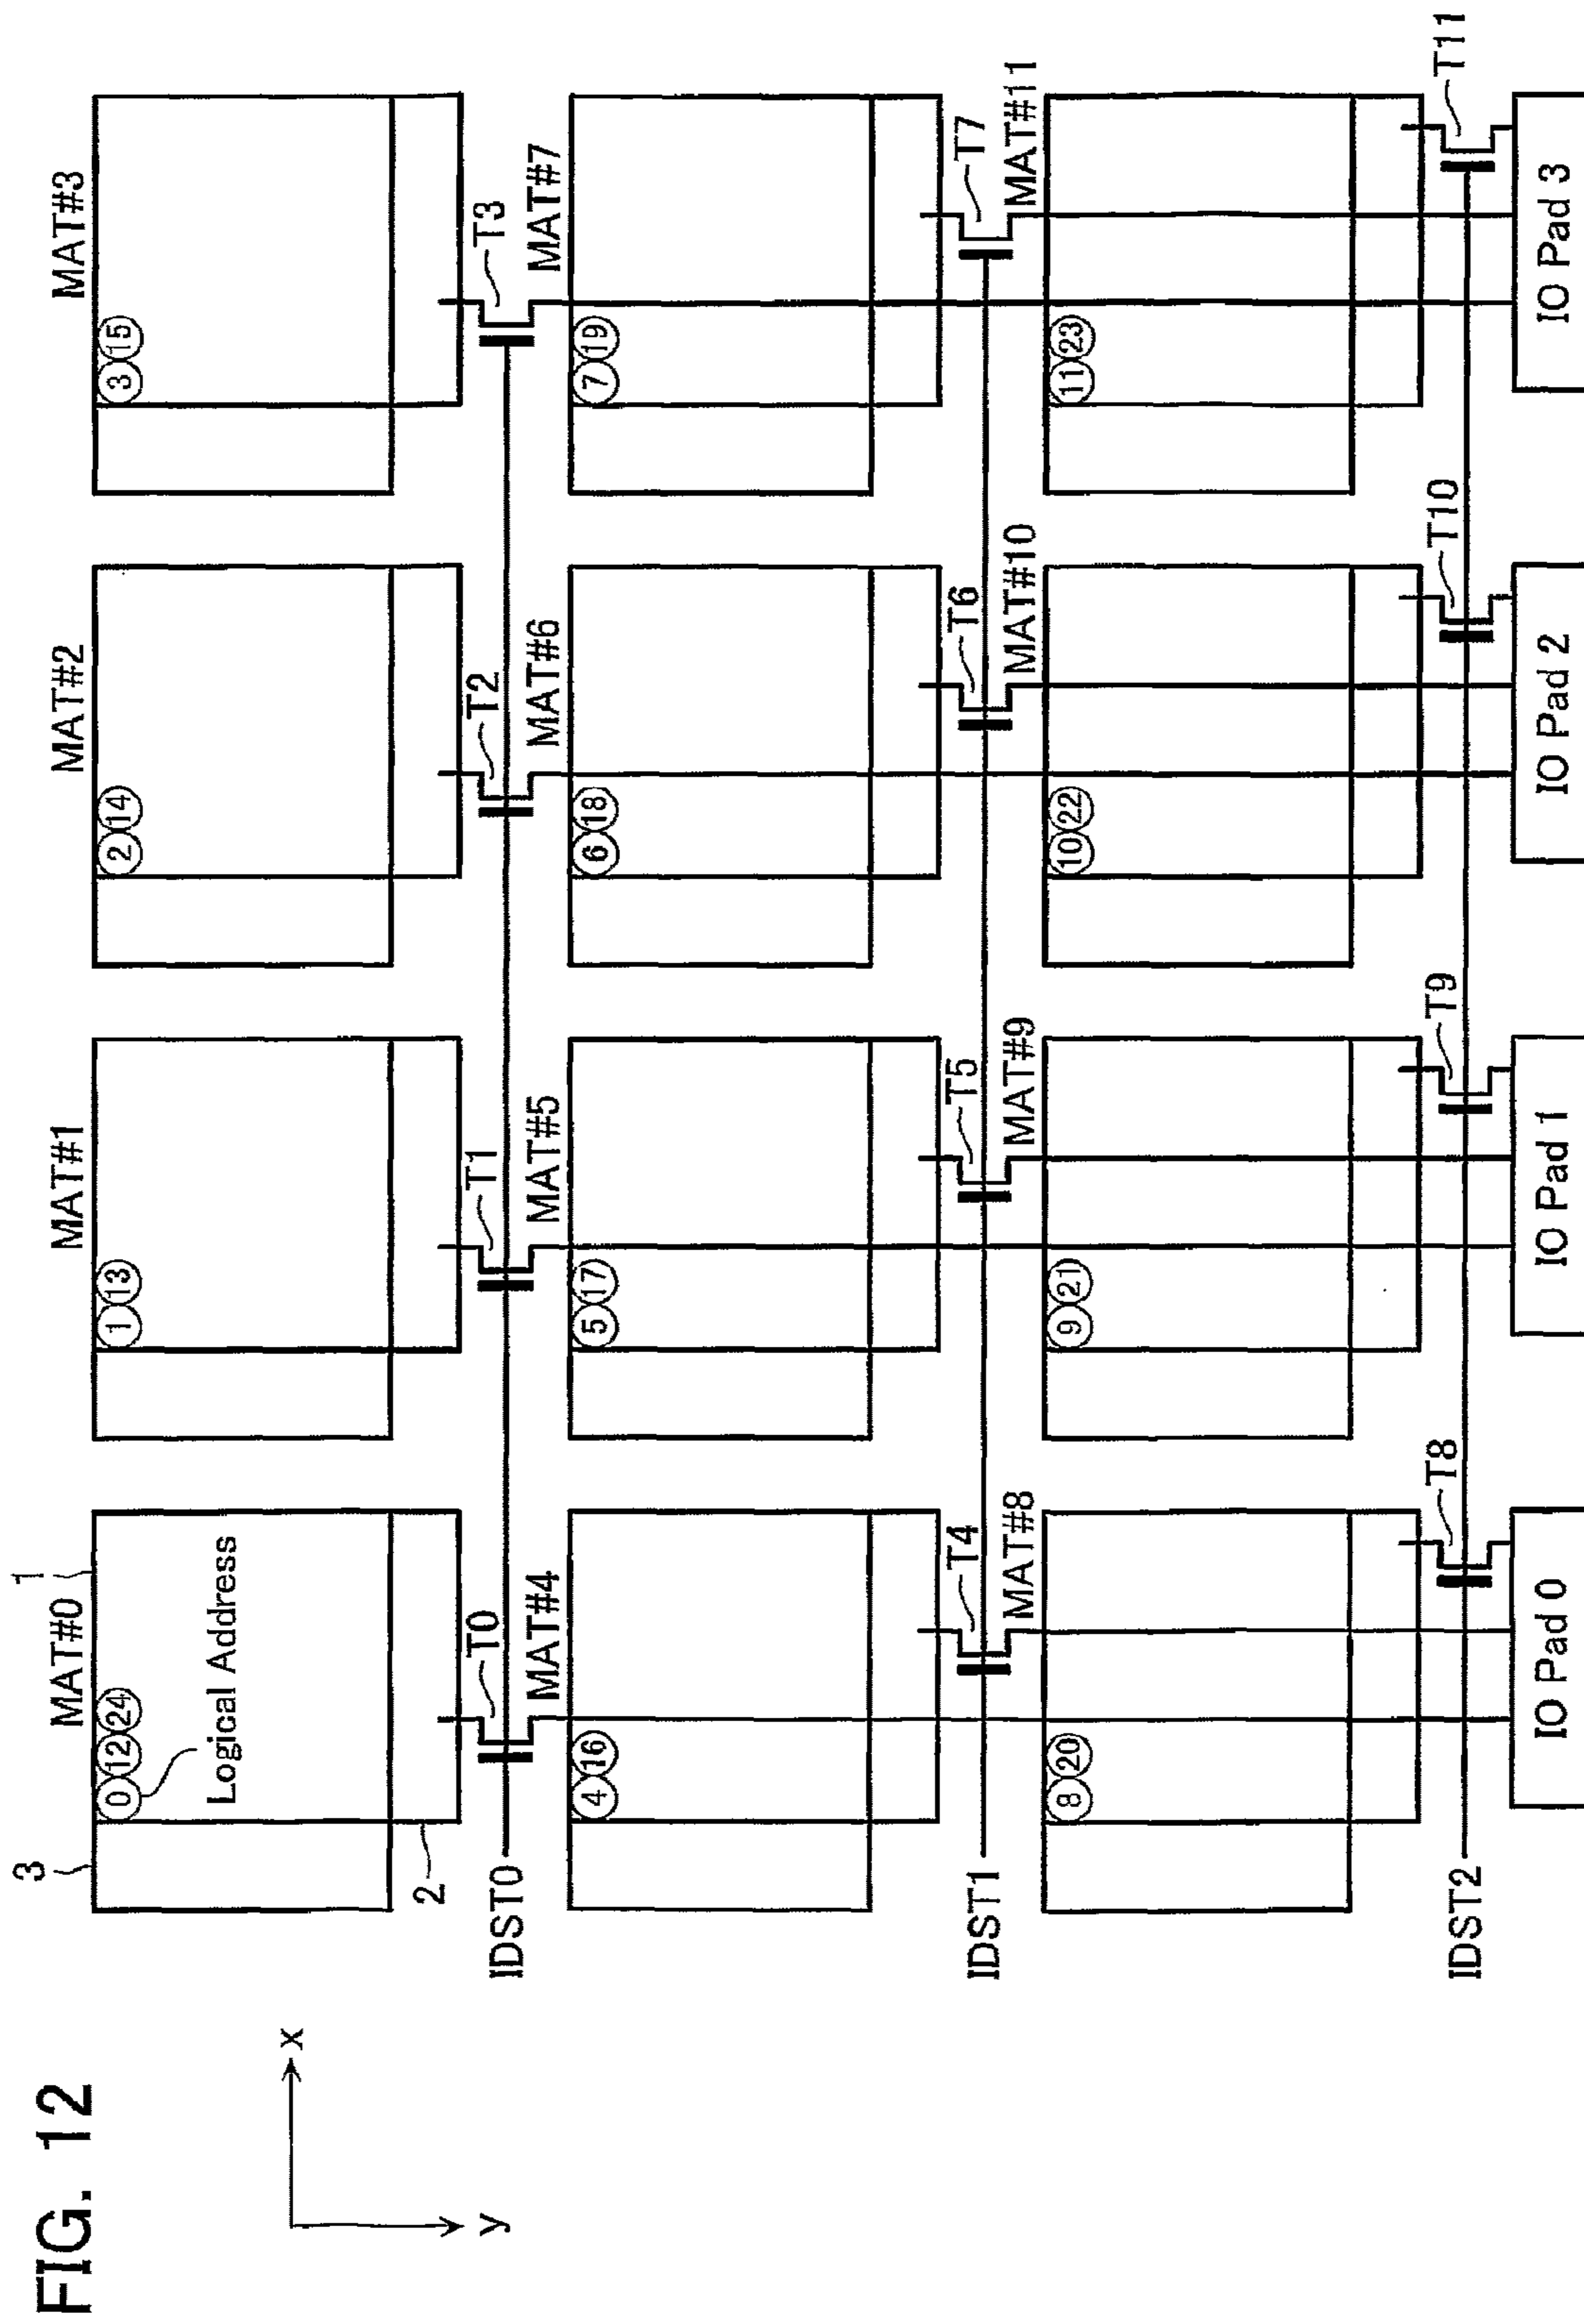 FIG. 12
x
y
MAT#0
MAT#1
MAT#2
MAT#3
1
3
2
0 12 24
1 13
2 14
3 15
Logical Address
T0
T1
T2
T3
IDST0
MAT#4
MAT#5
MAT#6
MAT#7
4 16
5 17
6 18
7 19
T4
T5
T6
T7
IDST1
MAT#8
MAT#9
MAT#10
MAT#11
8 20
9 21
10 22
11 23
T8
T9
T10
T11
IDST2
IO Pad 0
IO Pad 1
IO Pad 2
IO Pad 3